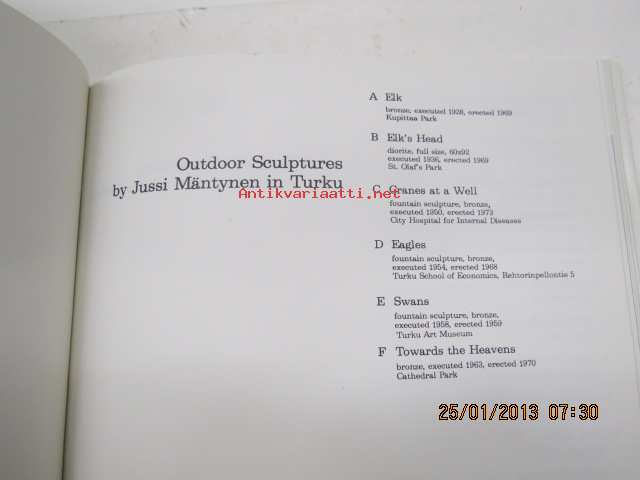 Outdoor Sculptures
by Jussi Mäntynen in Turku
Antikvariaatti.net
A Elk
bronze, executed 1928, erected 1969
Kupittaa Park
B Elk's Head
diorite, full size, 60x92
executed 1936, erected 1969
St. Olaf's Park
C Cranes at a Well
fountain sculpture, bronze,
executed 1950, erected 1973
City Hospital for Internal Diseases
D Eagles
fountain sculpture, bronze,
executed 1954, erected 1968
Turku School of Economics, Rehtorinpellontie 5
E Swans
fountain sculpture, bronze,
executed 1958, erected 1959
Turku Art Museum
F Towards the Heavens
bronze, executed 1963, erected 1970
Cathedral Park
25/01/2013 07:30